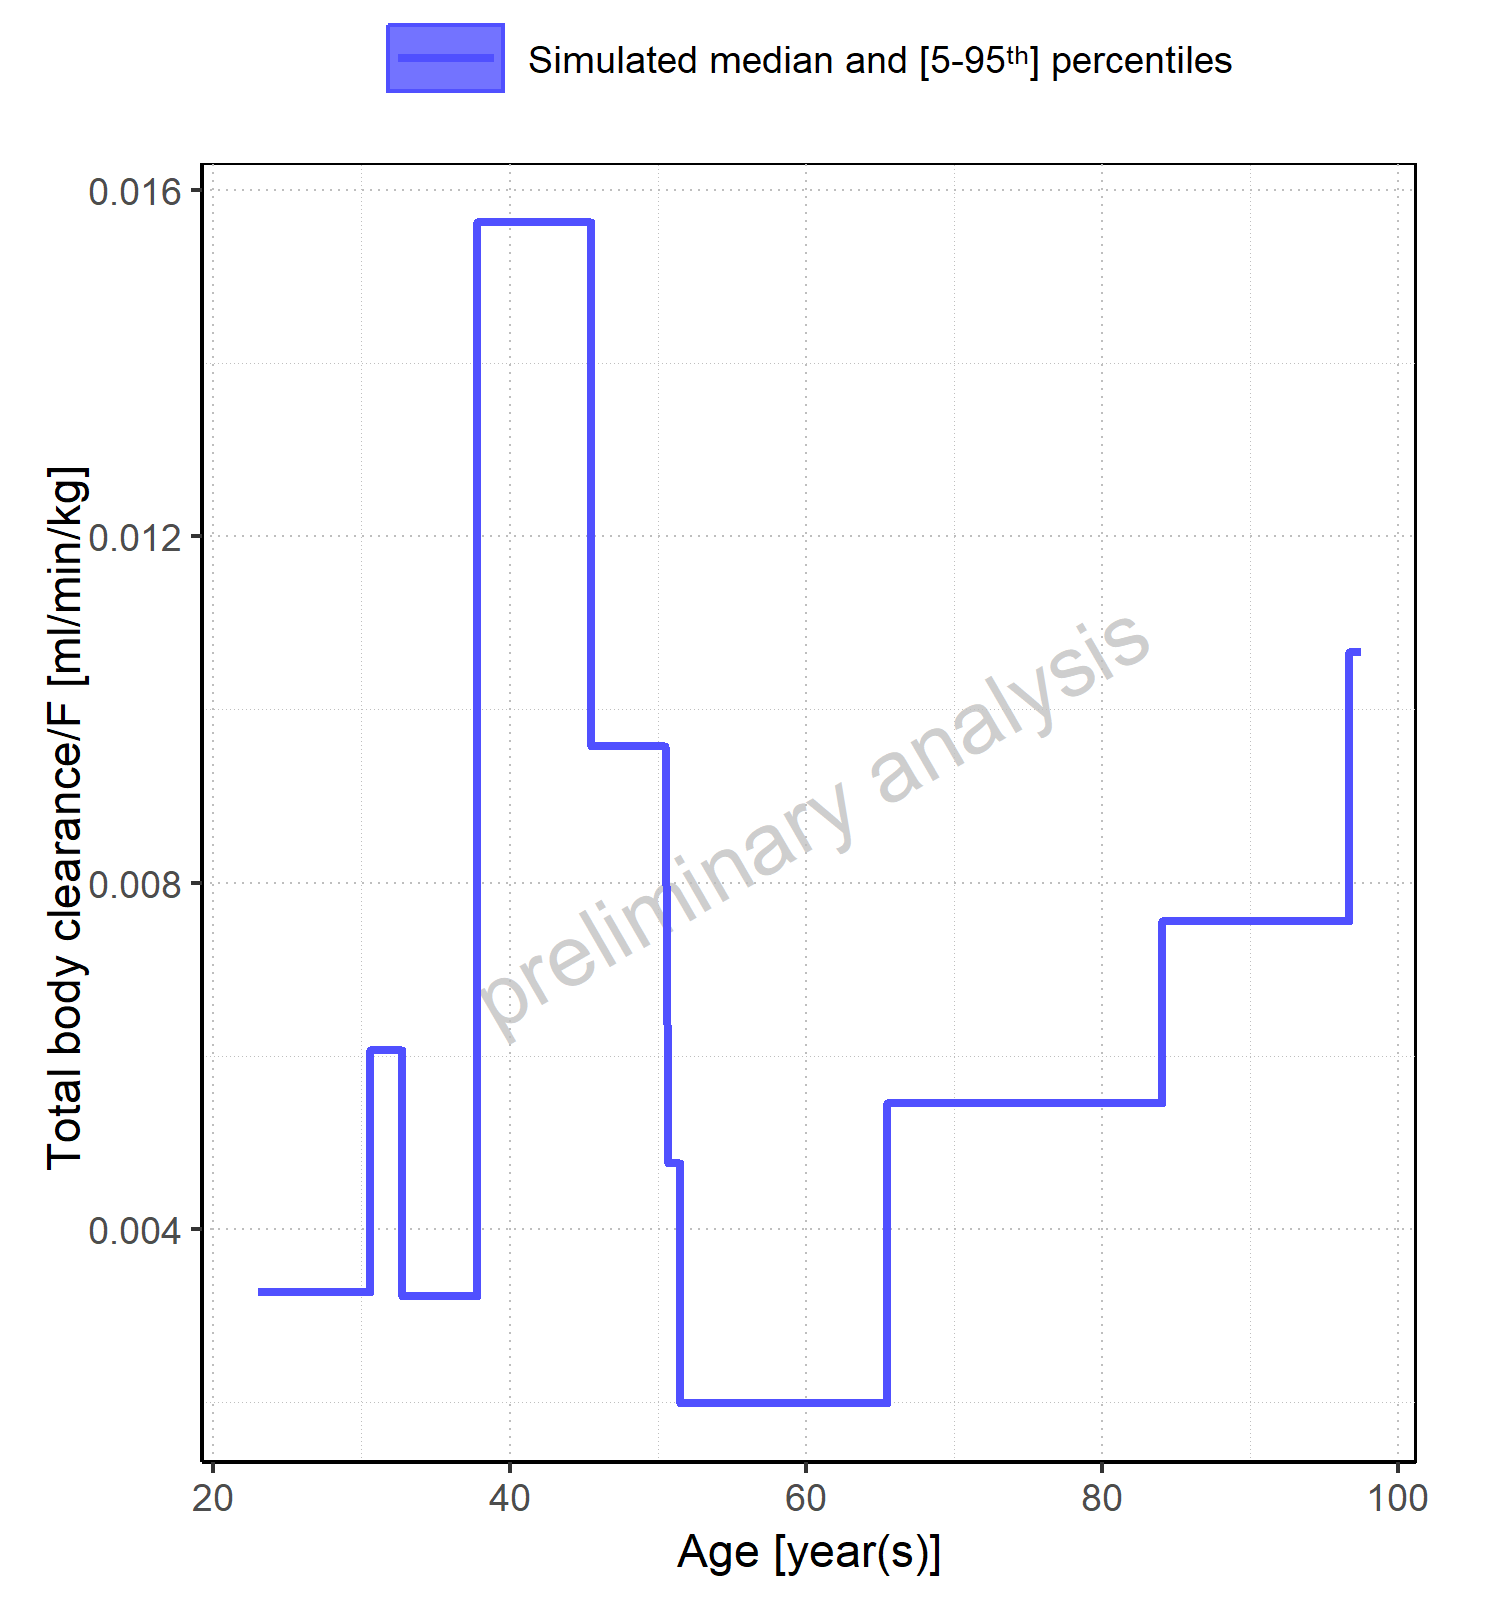 Simulated median and [5-95ᵗʰ] percentiles
0.016
0.012
0.008
0.004
Total body clearance/F [ml/min/kg]
preliminary analysis
20 40 60 80 100
Age [year(s)]